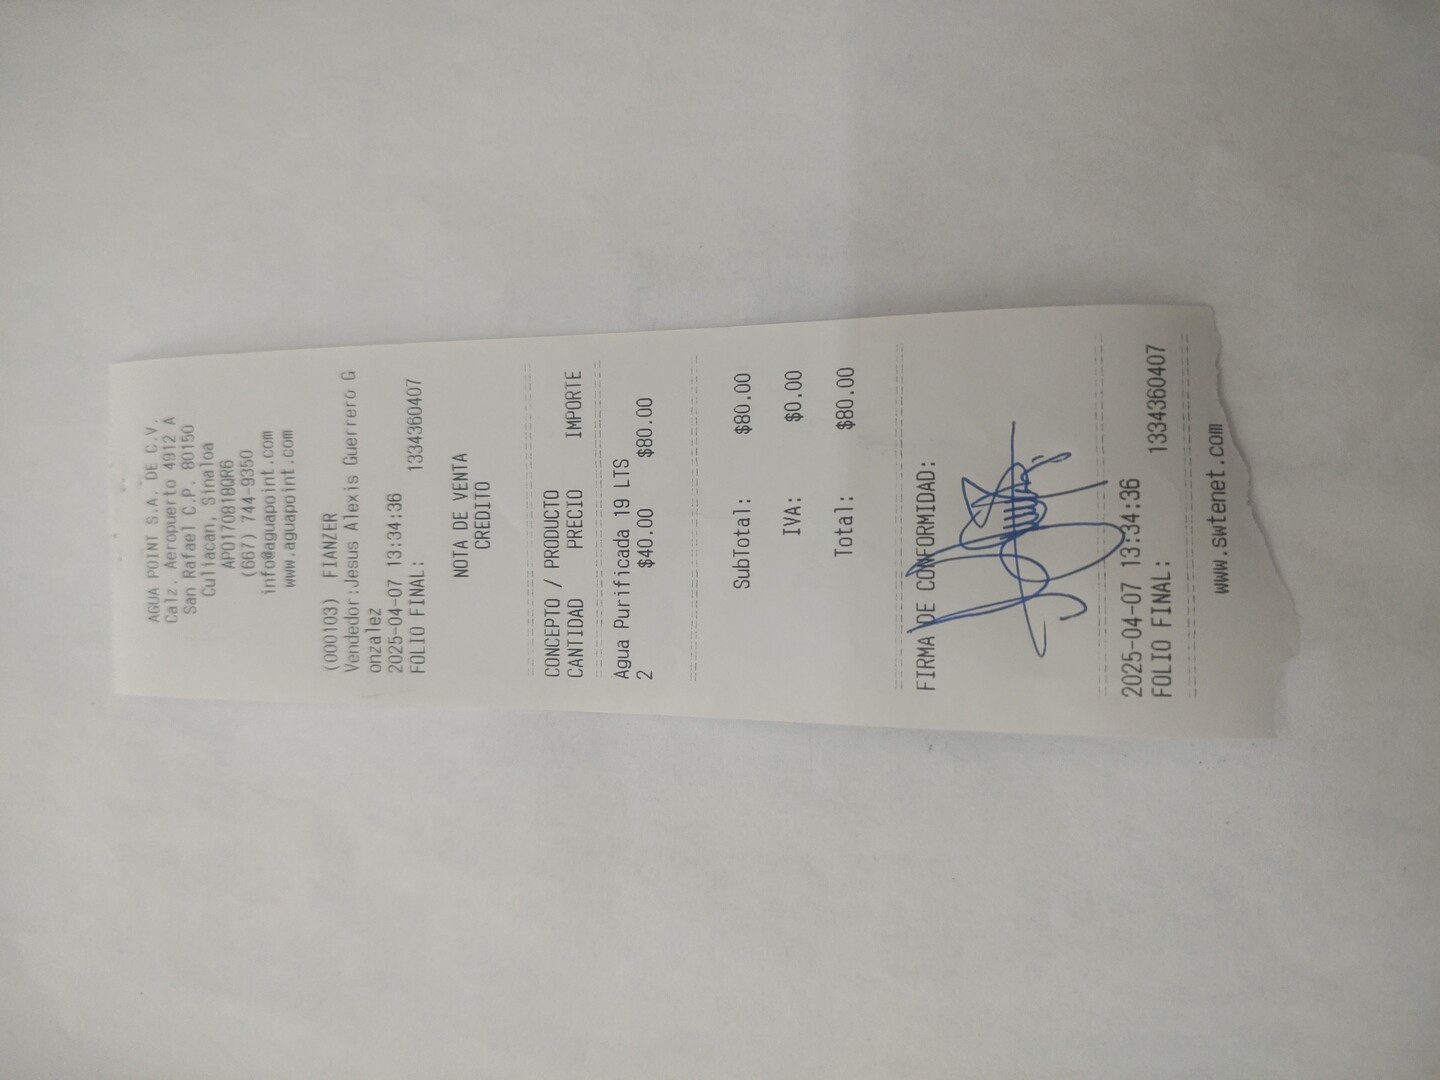 AGUA POINT S.A. DE C.V.
Calz. Aeropuerto 4912 A
San Rafael C.P. 80150
Culiacan, Sinaloa
APO170818QR6
(667) 744-9350
info@aguapoint.com
www.aguapoint.com
(000103) FIANZER
Vendedor:Jesus Alexis Guerrero G
onzalez
2025-04-07 13:34:36
FOLIO FINAL: 1334360407
NOTA DE VENTA
CREDITO
CONCEPTO / PRODUCTO
CANTIDAD PRECIO IMPORTE
Agua Purificada 19 LTS
2 $40.00 $80.00
SubTotal: $80.00
IVA: $0.00
Total: $80.00
FIRMA DE CONFORMIDAD:
2025-04-07 13:34:36
FOLIO FINAL: 1334360407
www.swtenet.com